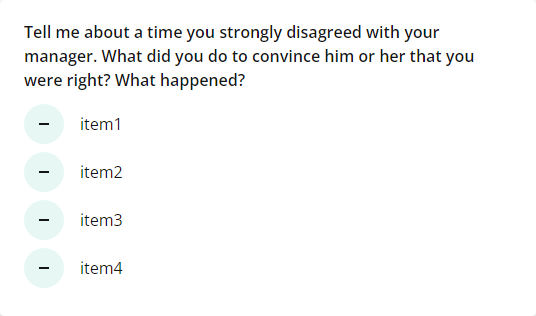 Tell me about a time you strongly disagreed with your
manager. What did you do to convince him or her that you
were right? What happened?
– item1
– item2
– item3
– item4